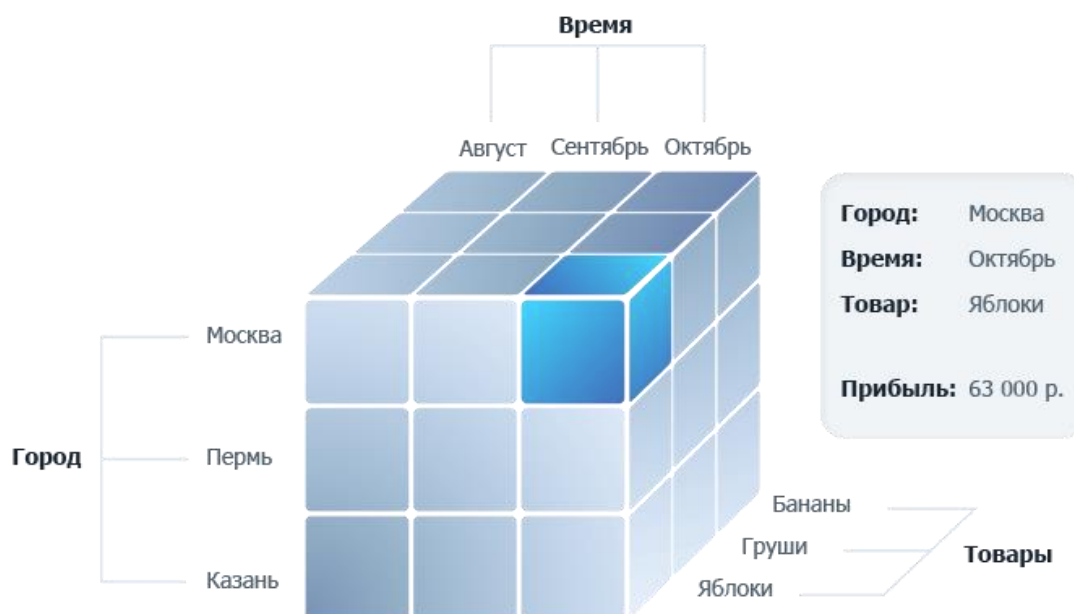 Время
Август Сентябрь Октябрь
Город: Москва
Время: Октябрь
Товар: Яблоки
Прибыль: 63 000 р.
Москва
Город
Пермь
Казань
Бананы
Груши
Товары
Яблоки